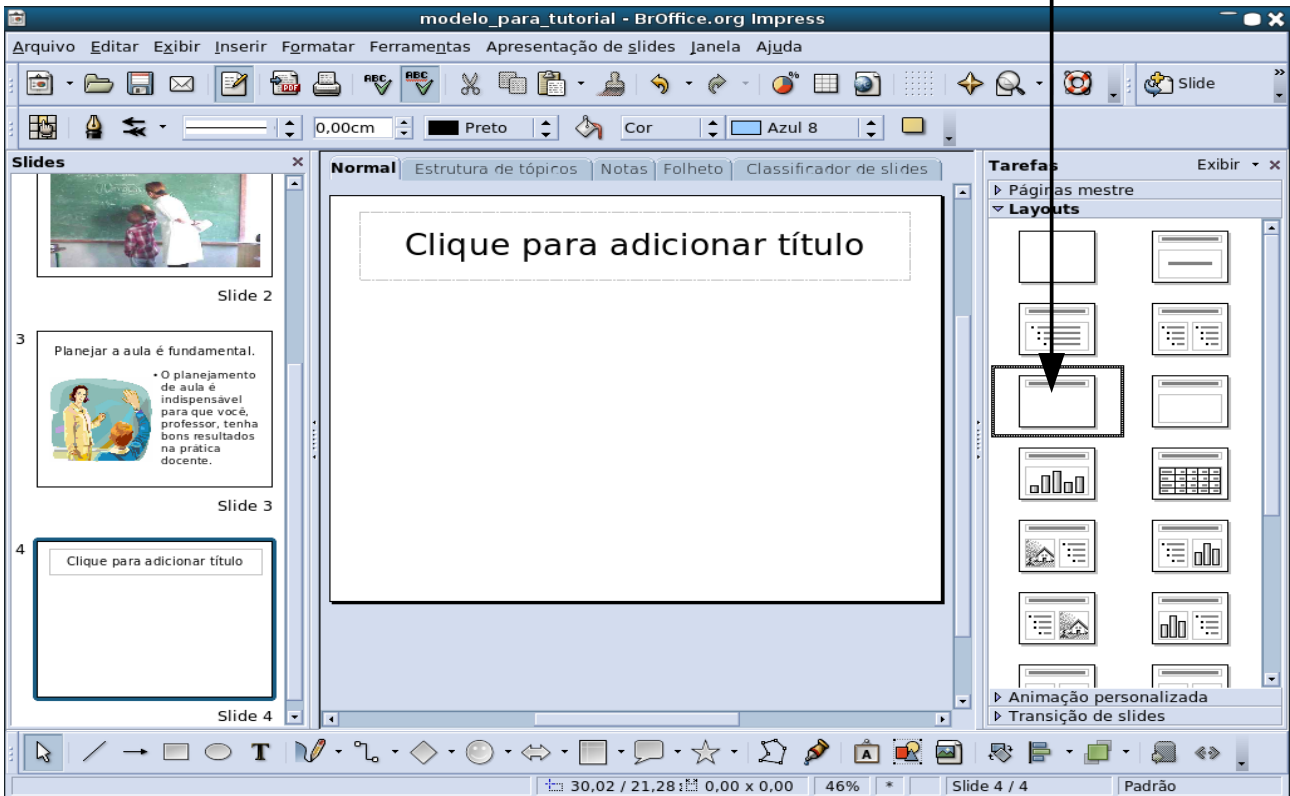 modelo_para_tutorial - BrOffice.org Impress
Arquivo Editar Exibir Inserir Formatar Ferramentas Apresentação de slides Janela Ajuda
PDF ABC ABC % Slide »
0,00cm Preto Cor Azul 8
Slides
Slide 2
3
Planejar a aula é fundamental.
• O planejamento
de aula é
indispensável
para que você,
professor, tenha
bons resultados
na prática
docente.
Slide 3
4
Clique para adicionar título
Slide 4
Normal Estrutura de tópicos Notas Folheto Classificador de slides
Clique para adicionar título
Tarefas Exibir
Páginas mestre
Layouts
Animação personalizada
Transição de slides
T A
30,02 / 21,28 0,00 x 0,00 46% * Slide 4 / 4 Padrão